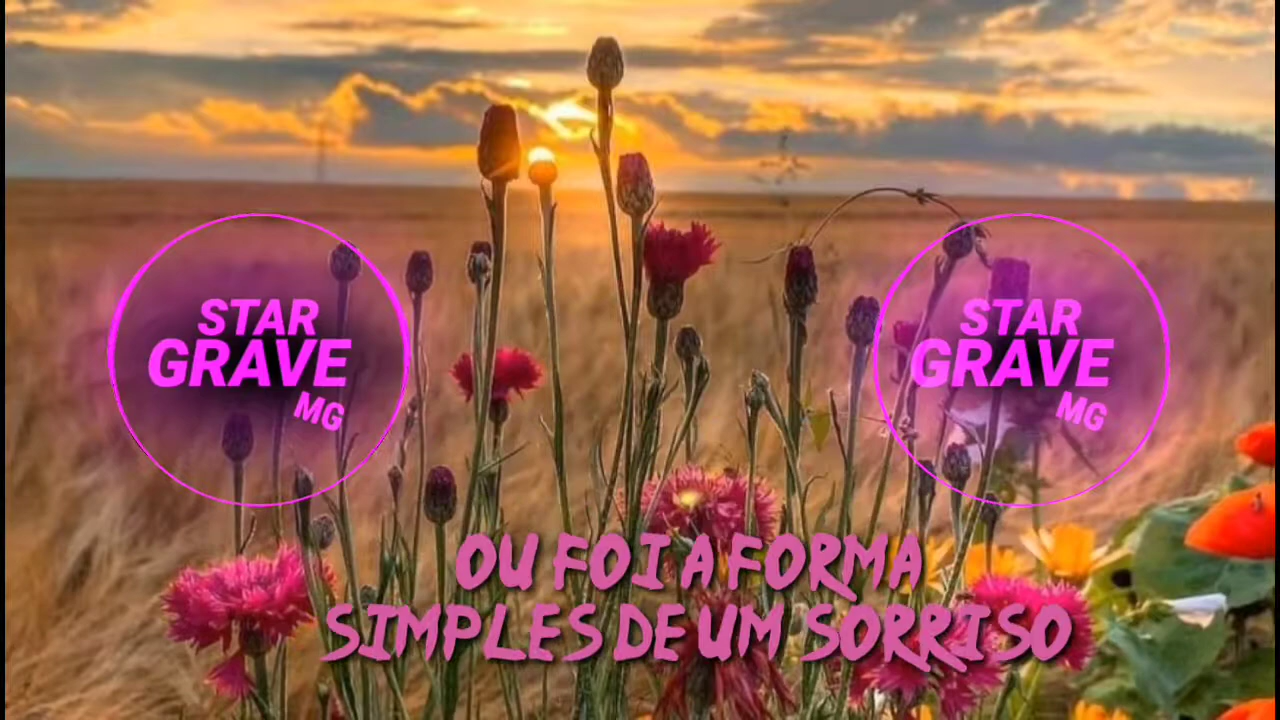 STAR
GRAVE
MG
STAR
GRAVE
MG
OU FOI A FORMA
SIMPLES DE UM SORRISO